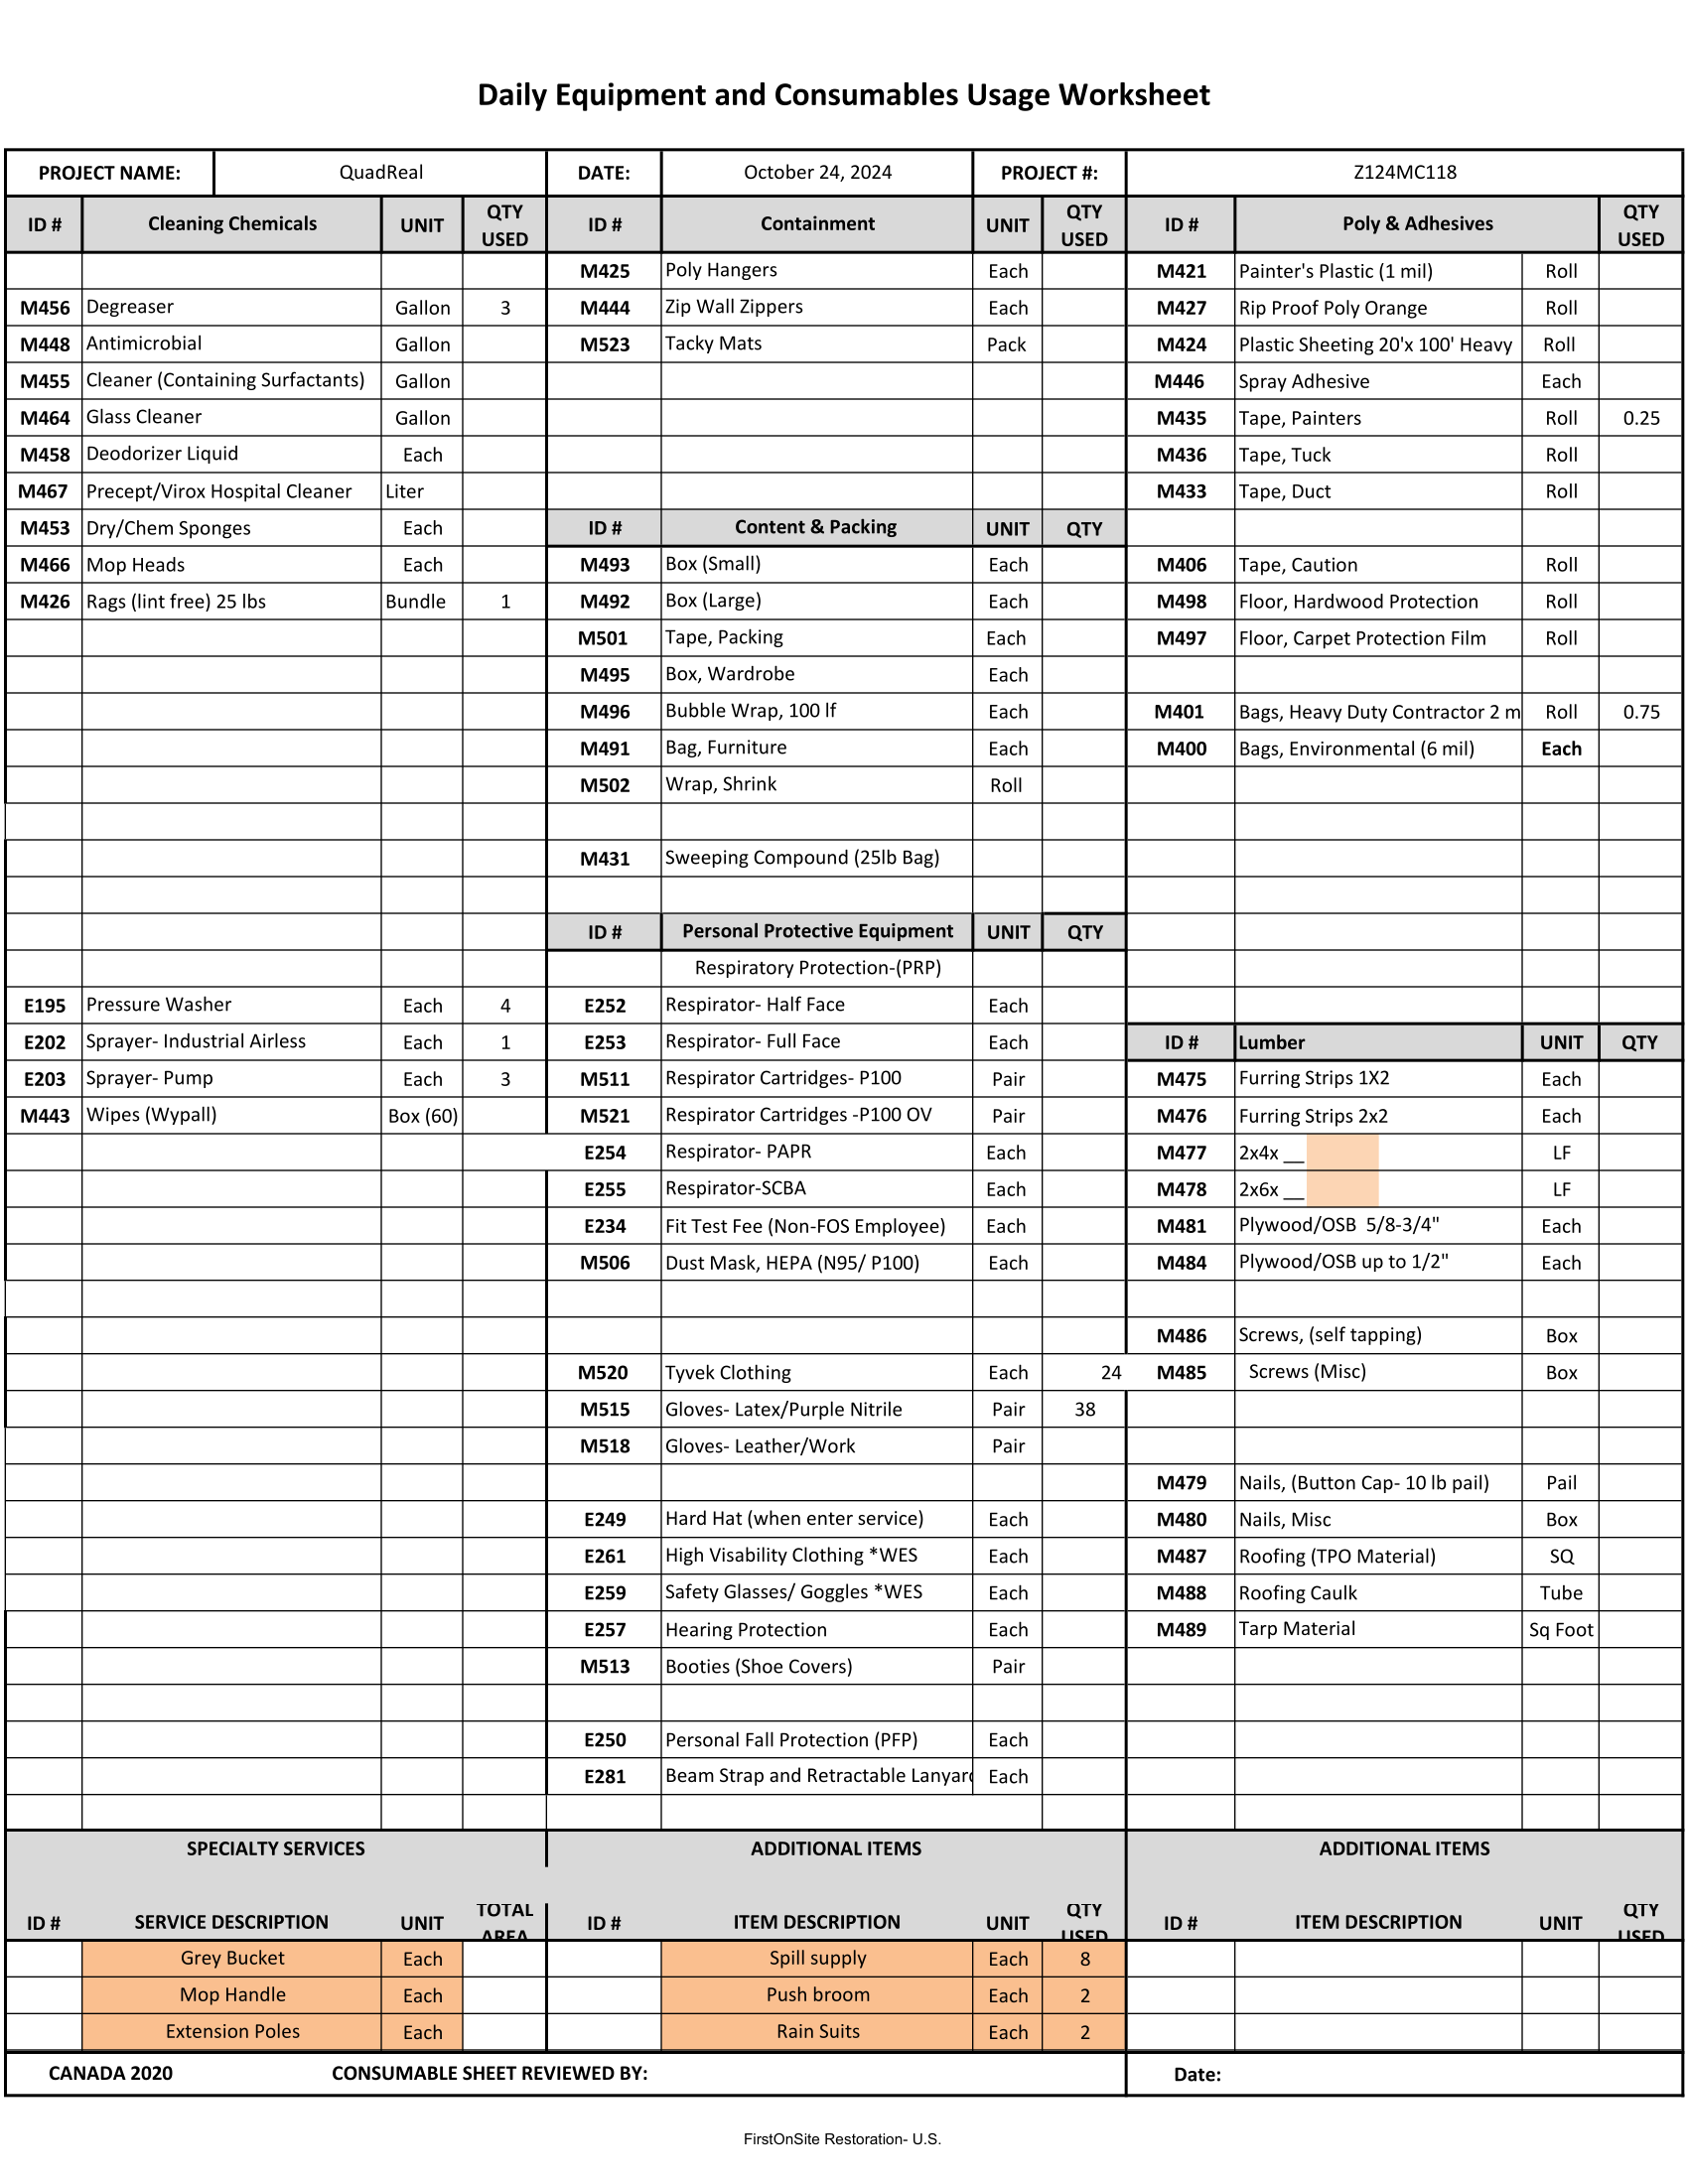 Daily Equipment and Consumables Usage Worksheet
PROJECT NAME: QuadReal DATE: October 24, 2024 PROJECT #: Z124MC118
ID # Cleaning Chemicals UNIT QTY USED ID # Containment UNIT QTY USED ID # Poly & Adhesives QTY USED
M425 Poly Hangers Each M421 Painter's Plastic (1 mil) Roll
M456 Degreaser Gallon 3 M444 Zip Wall Zippers Each M427 Rip Proof Poly Orange Roll
M448 Antimicrobial Gallon M523 Tacky Mats Pack M424 Plastic Sheeting 20'x 100' Heavy Roll
M455 Cleaner (Containing Surfactants) Gallon M446 Spray Adhesive Each
M464 Glass Cleaner Gallon M435 Tape, Painters Roll 0.25
M458 Deodorizer Liquid Each M436 Tape, Tuck Roll
M467 Precept/Virox Hospital Cleaner Liter M433 Tape, Duct Roll
M453 Dry/Chem Sponges Each ID # Content & Packing UNIT QTY
M466 Mop Heads Each M493 Box (Small) Each M406 Tape, Caution Roll
M426 Rags (lint free) 25 lbs Bundle 1 M492 Box (Large) Each M498 Floor, Hardwood Protection Roll
M501 Tape, Packing Each M497 Floor, Carpet Protection Film Roll
M495 Box, Wardrobe Each
M496 Bubble Wrap, 100 lf Each M401 Bags, Heavy Duty Contractor 2 m Roll 0.75
M491 Bag, Furniture Each M400 Bags, Environmental (6 mil) Each
M502 Wrap, Shrink Roll
M431 Sweeping Compound (25lb Bag)
ID # Personal Protective Equipment UNIT QTY
Respiratory Protection-(PRP)
E195 Pressure Washer Each 4 E252 Respirator- Half Face Each
E202 Sprayer- Industrial Airless Each 1 E253 Respirator- Full Face Each ID # Lumber UNIT QTY
E203 Sprayer- Pump Each 3 M511 Respirator Cartridges- P100 Pair M475 Furring Strips 1X2 Each
M443 Wipes (Wypall) Box (60) M521 Respirator Cartridges -P100 OV Pair M476 Furring Strips 2x2 Each
E254 Respirator- PAPR Each M477 2x4x __ LF
E255 Respirator-SCBA Each M478 2x6x __ LF
E234 Fit Test Fee (Non-FOS Employee) Each M481 Plywood/OSB 5/8-3/4" Each
M506 Dust Mask, HEPA (N95/ P100) Each M484 Plywood/OSB up to 1/2" Each
M486 Screws, (self tapping) Box
M520 Tyvek Clothing Each 24 M485 Screws (Misc) Box
M515 Gloves- Latex/Purple Nitrile Pair 38
M518 Gloves- Leather/Work Pair
M479 Nails, (Button Cap- 10 lb pail) Pail
E249 Hard Hat (when enter service) Each M480 Nails, Misc Box
E261 High Visability Clothing *WES Each M487 Roofing (TPO Material) SQ
E259 Safety Glasses/ Goggles *WES Each M488 Roofing Caulk Tube
E257 Hearing Protection Each M489 Tarp Material Sq Foot
M513 Booties (Shoe Covers) Pair
E250 Personal Fall Protection (PFP) Each
E281 Beam Strap and Retractable Lanyard Each
SPECIALTY SERVICES ADDITIONAL ITEMS ADDITIONAL ITEMS
ID # SERVICE DESCRIPTION UNIT TOTAL AREA ID # ITEM DESCRIPTION UNIT QTY USED ID # ITEM DESCRIPTION UNIT QTY USED
Grey Bucket Each Spill supply Each 8
Mop Handle Each Push broom Each 2
Extension Poles Each Rain Suits Each 2
CANADA 2020 CONSUMABLE SHEET REVIEWED BY: Date:
FirstOnSite Restoration- U.S.